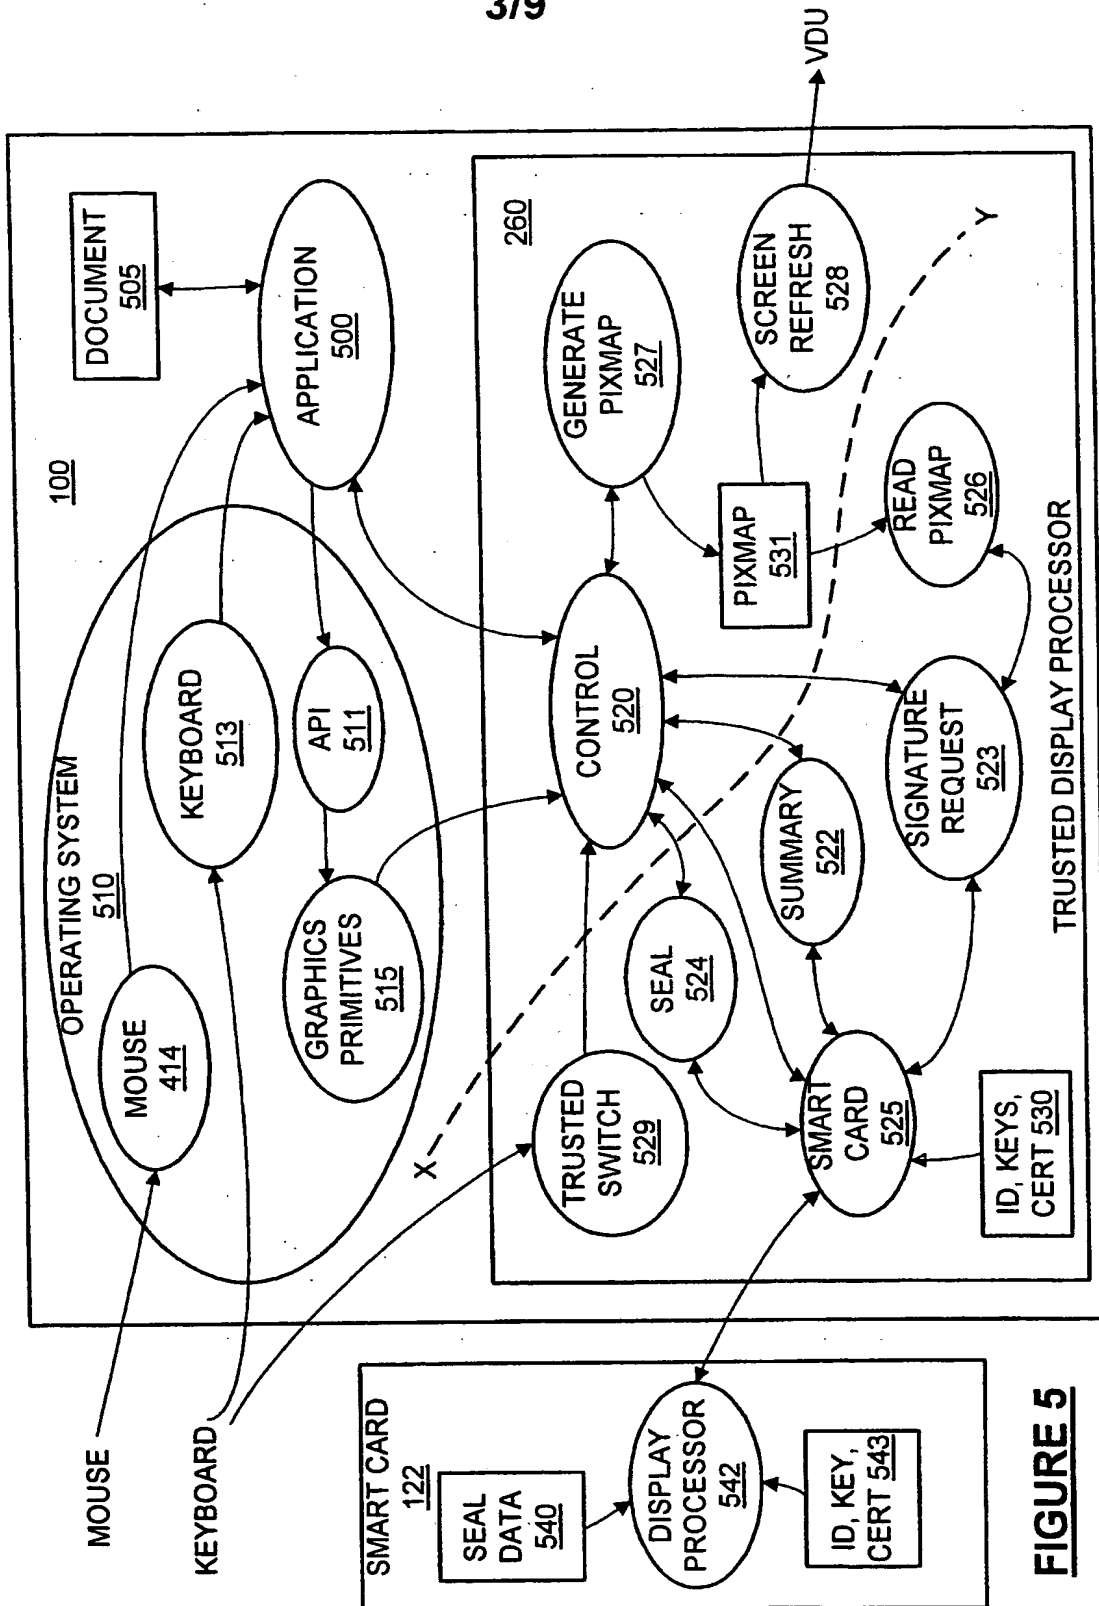 3/9
MOUSE
KEYBOARD
100
OPERATING SYSTEM
510
MOUSE
414
KEYBOARD
513
API
511
GRAPHICS
PRIMITIVES
515
DOCUMENT
505
APPLICATION
500
X
260
TRUSTED
SWITCH
529
CONTROL
520
GENERATE
PIXMAP
527
SEAL
524
SUMMARY
522
PIXMAP
531
SCREEN
REFRESH
528
VDU
Y
SMART
CARD
525
SIGNATURE
REQUEST
523
READ
PIXMAP
526
ID, KEYS,
CERT 530
TRUSTED DISPLAY PROCESSOR
SMART CARD
122
SEAL
DATA
540
DISPLAY
PROCESSOR
542
ID, KEY,
CERT 543
FIGURE 5